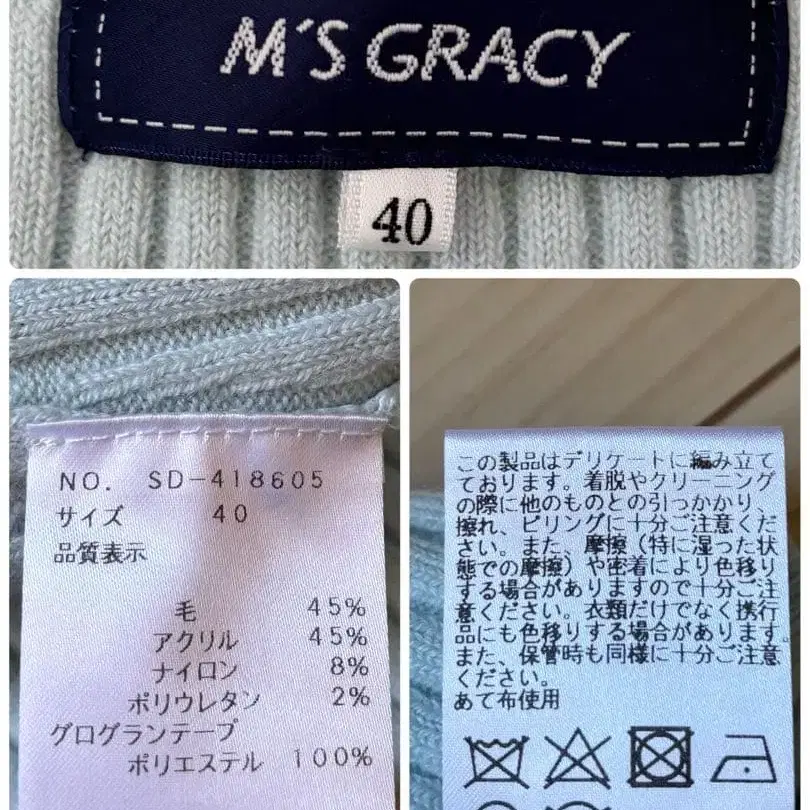 M'S GRACY
40
NO. SD-418605
サイズ 40
品質表示
毛 45%
アクリル 45%
ナイロン 8%
ポリウレタン 2%
グログランテープ
ポリエステル 100%
この製品はデリケートに編み立て
ております。着脱やクリーニング
の際に他のものとの引っかかり、
擦れ、ピリングに十分ご注意くだ
さい。また、摩擦(特に湿った状
態での摩擦)や密着により色移り
する場合がありますので十分ご注
意ください。衣類だけでなく携行
品にも色移りする場合があります。
また、保管時も同様に十分ご注意
ください。
あて布使用